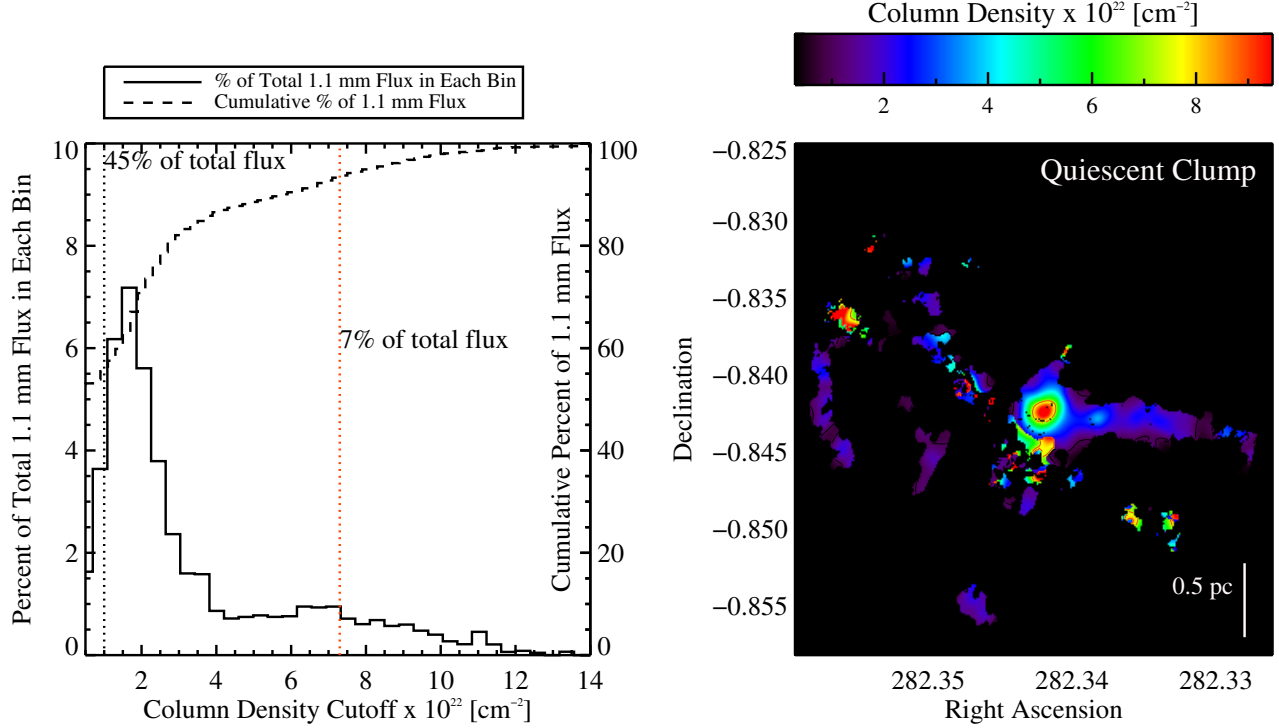 % of Total 1.1 mm Flux in Each Bin
Cumulative % of 1.1 mm Flux
45% of total flux
7% of total flux
Percent of Total 1.1 mm Flux in Each Bin
10
8
6
4
2
0
Cumulative Percent of 1.1 mm Flux
100
80
60
40
20
0
2 4 6 8 10 12 14
Column Density Cutoff x 10²² [cm⁻²]
Column Density x 10²² [cm⁻²]
2 4 6 8
Quiescent Clump
Declination
−0.825
−0.830
−0.835
−0.840
−0.845
−0.850
−0.855
0.5 pc
282.35 282.34 282.33
Right Ascension